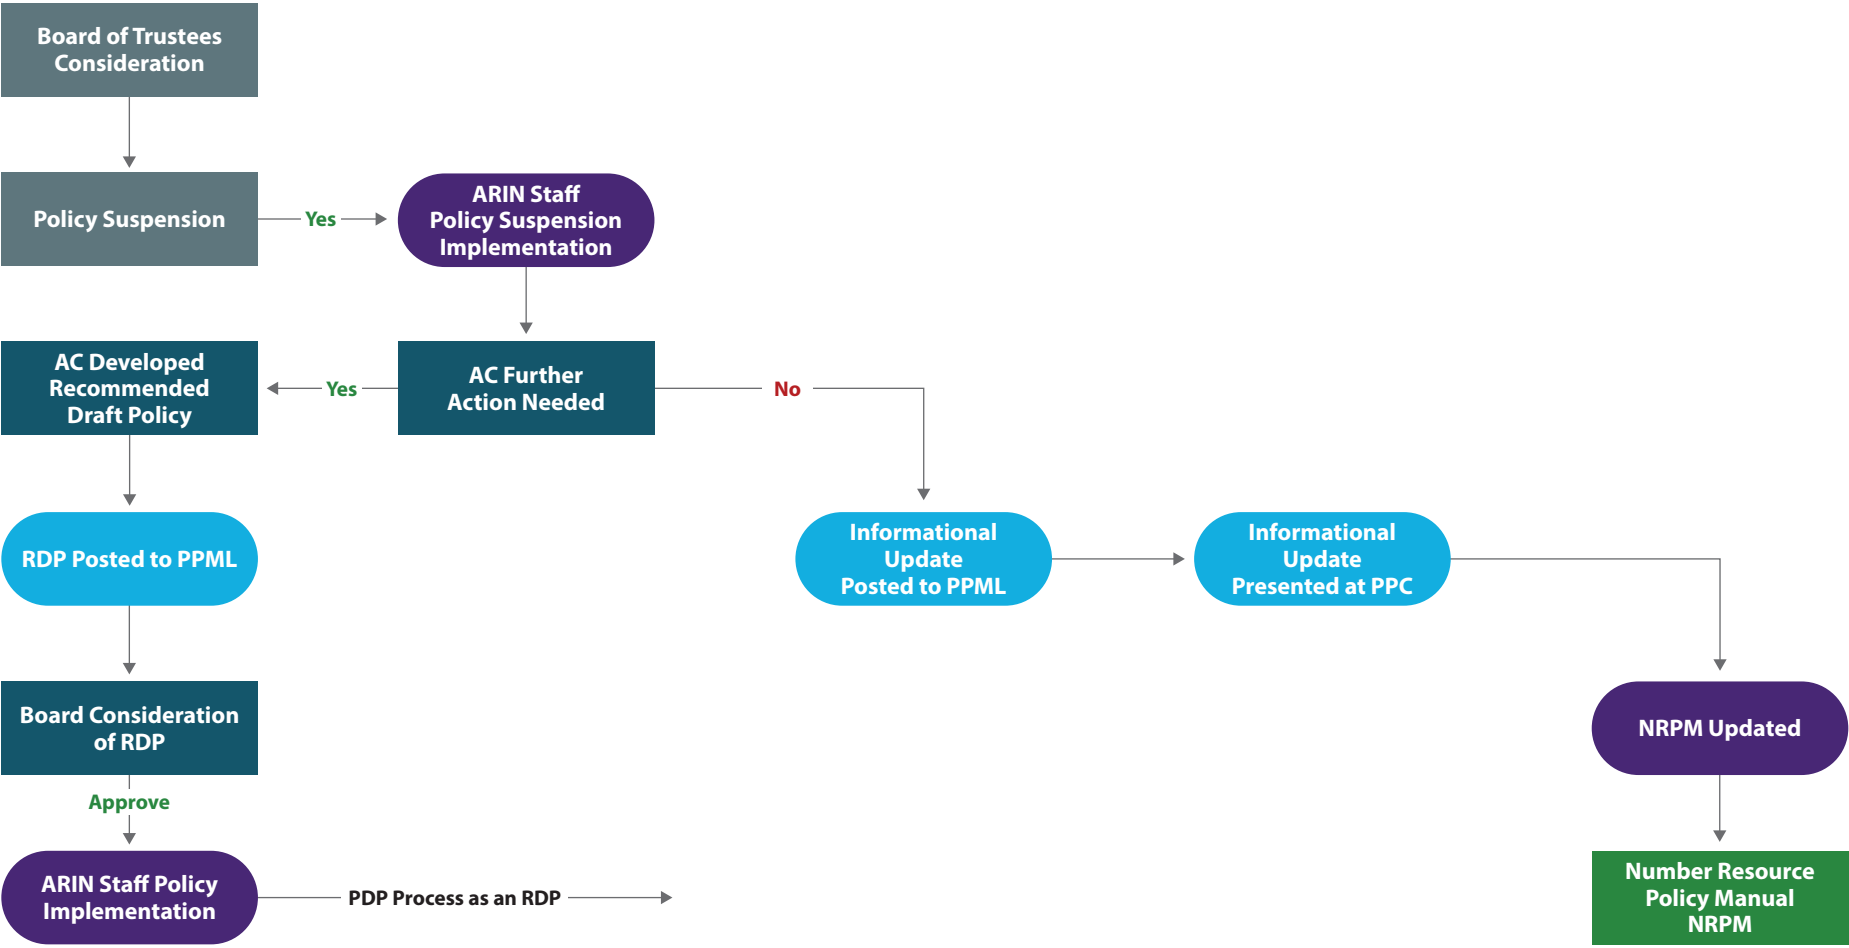 Board of Trustees
Consideration
Policy Suspension
Yes
ARIN Staff
Policy Suspension
Implementation
AC Developed
Recommended
Draft Policy
Yes
AC Further
Action Needed
No
RDP Posted to PPML
Informational
Update
Posted to PPML
Informational
Update
Presented at PPC
Board Consideration
of RDP
NRPM Updated
Approve
ARIN Staff Policy
Implementation
PDP Process as an RDP
Number Resource
Policy Manual
NRPM